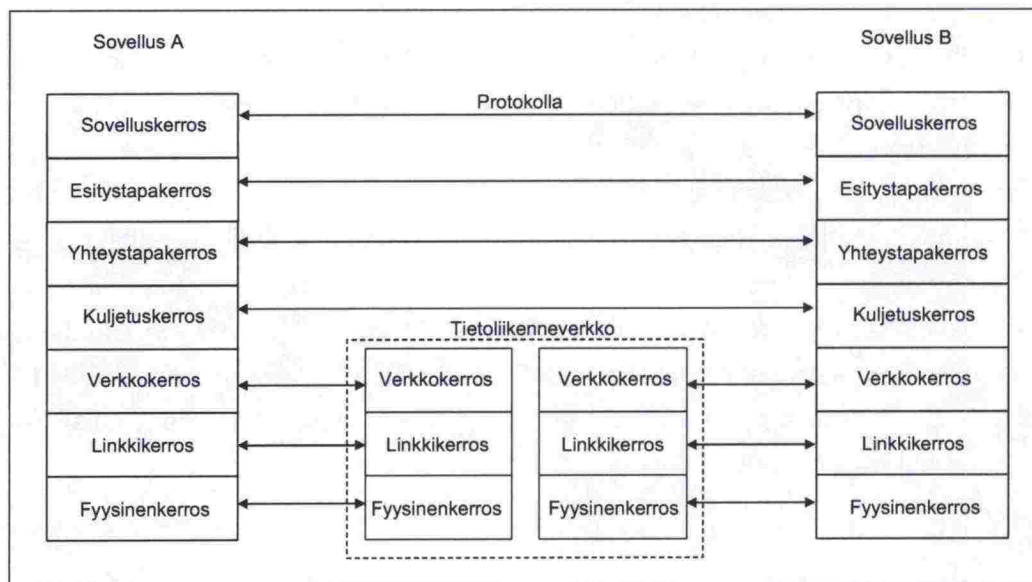 Sovellus A
Sovellus B
Protokolla
Sovelluskerros
Sovelluskerros
Esitystapakerros
Esitystapakerros
Yhteystapakerros
Yhteystapakerros
Kuljetuskerros
Kuljetuskerros
Tietoliikenneverkko
Verkkokerros
Verkkokerros
Verkkokerros
Verkkokerros
Linkkikerros
Linkkikerros
Linkkikerros
Linkkikerros
Fyysinenkerros
Fyysinenkerros
Fyysinenkerros
Fyysinenkerros